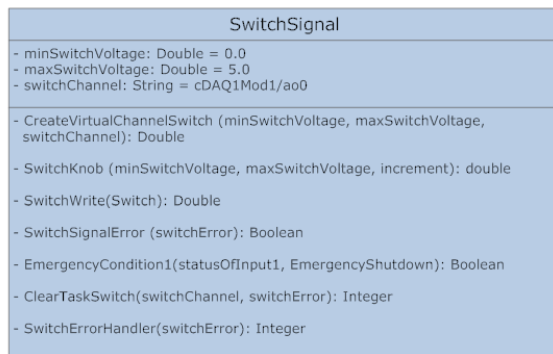 SwitchSignal
- minSwitchVoltage: Double = 0.0
- maxSwitchVoltage: Double = 5.0
- switchChannel: String = cDAQ1Mod1/ao0
- CreateVirtualChannelSwitch (minSwitchVoltage, maxSwitchVoltage,
switchChannel): Double
- SwitchKnob (minSwitchVoltage, maxSwitchVoltage, increment): double
- SwitchWrite(Switch): Double
- SwitchSignalError (switchError): Boolean
- EmergencyCondition1(statusOfInput1, EmergencyShutdown): Boolean
- ClearTaskSwitch(switchChannel, switchError): Integer
- SwitchErrorHandler(switchError): Integer